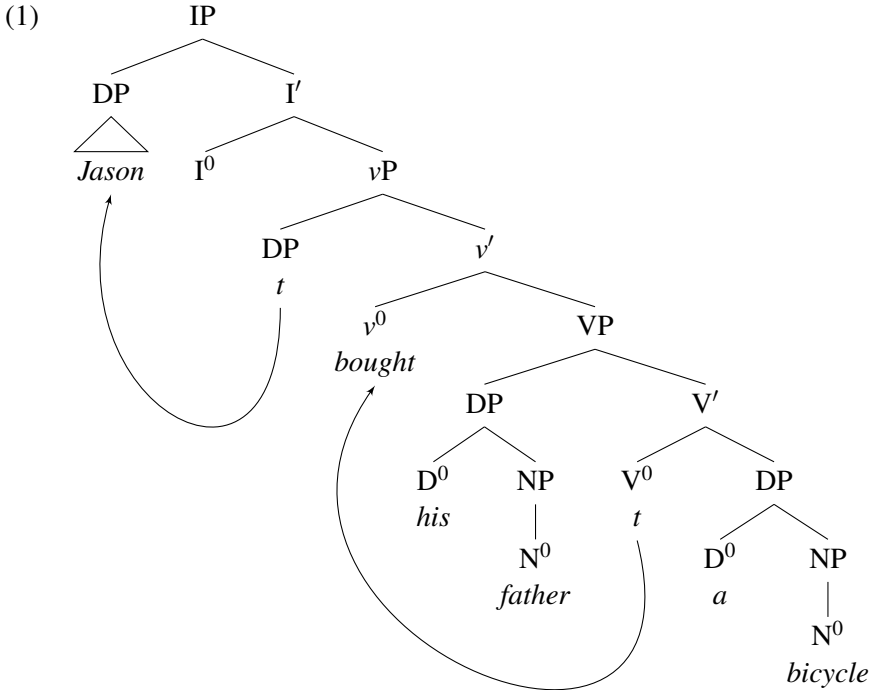 (1) IP
DP I′
Jason I⁰ vP
DP v′
t
v⁰ VP
bought
DP V′
D⁰ NP V⁰ DP
his t
N⁰ D⁰ NP
father a
N⁰
bicycle